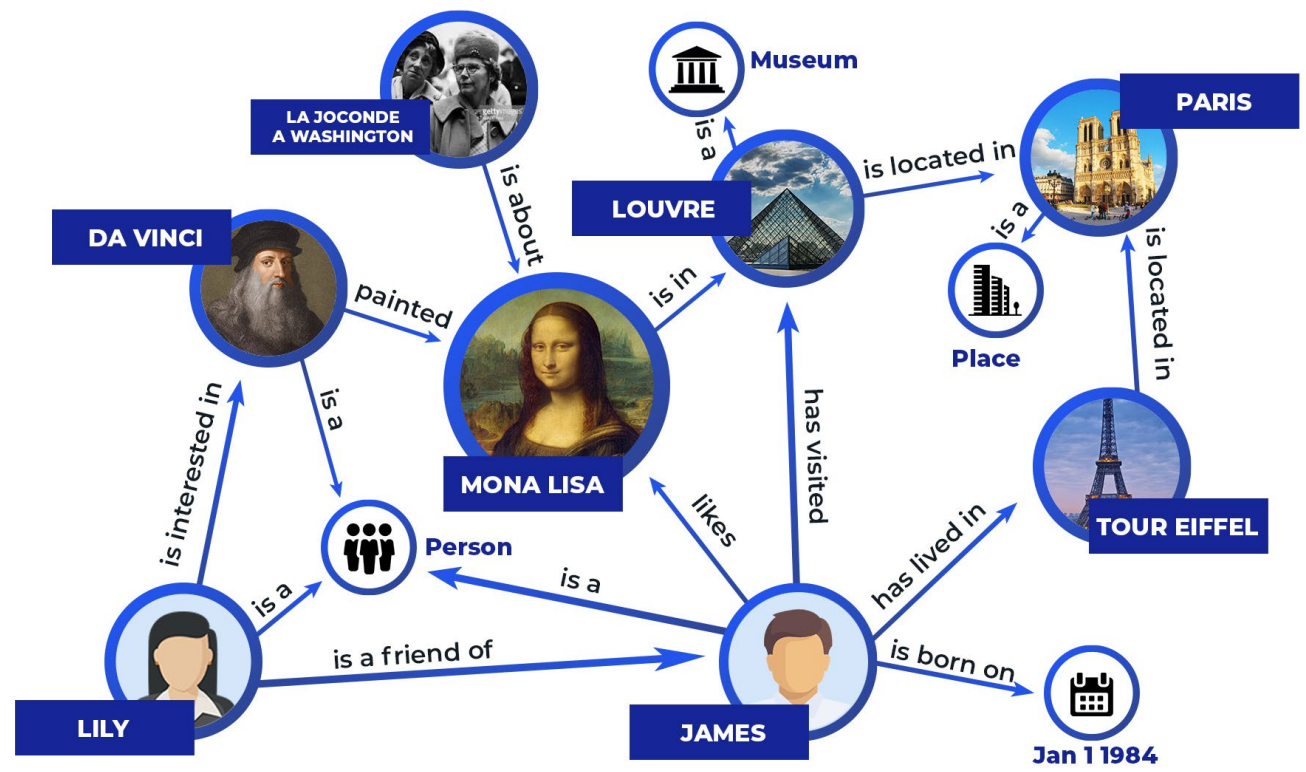 LA JOCONDE
A WASHINGTON
gettyimages
Museum
PARIS
is a
is located in
LOUVRE
is about
is a
DA VINCI
is in
painted
Place
is located in
is a
is interested in
has visited
MONA LISA
likes
TOUR EIFFEL
Person
has lived in
is a
is a
is a friend of
is born on
LILY
JAMES
Jan 1 1984